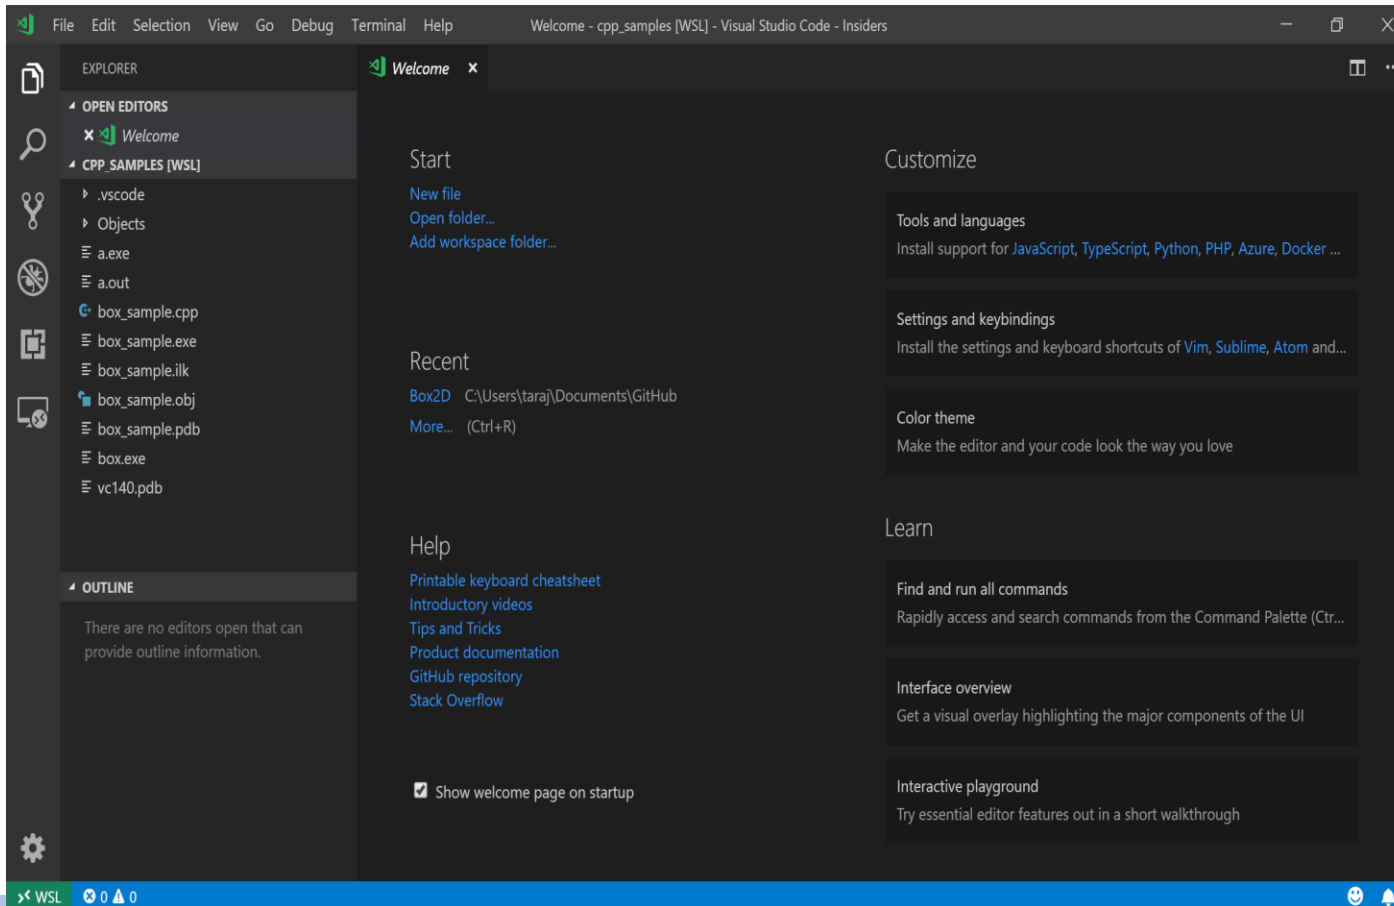 File Edit Selection View Go Debug Terminal Help Welcome - cpp_samples [WSL] - Visual Studio Code - Insiders
EXPLORER
OPEN EDITORS
Welcome
CPP_SAMPLES [WSL]
.vscode
Objects
a.exe
a.out
box_sample.cpp
box_sample.exe
box_sample.ilk
box_sample.obj
box_sample.pdb
box.exe
vc140.pdb
OUTLINE
There are no editors open that can
provide outline information.
Welcome
Start
New file
Open folder...
Add workspace folder...
Recent
Box2D C:\Users\taraj\Documents\GitHub
More... (Ctrl+R)
Help
Printable keyboard cheatsheet
Introductory videos
Tips and Tricks
Product documentation
GitHub repository
Stack Overflow
Show welcome page on startup
Customize
Tools and languages
Install support for JavaScript, TypeScript, Python, PHP, Azure, Docker ...
Settings and keybindings
Install the settings and keyboard shortcuts of Vim, Sublime, Atom and...
Color theme
Make the editor and your code look the way you love
Learn
Find and run all commands
Rapidly access and search commands from the Command Palette (Ctr...
Interface overview
Get a visual overlay highlighting the major components of the UI
Interactive playground
Try essential editor features out in a short walkthrough
WSL 0 0